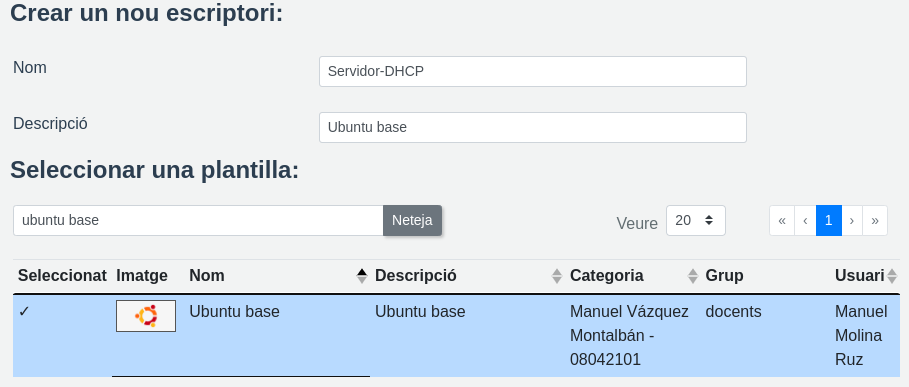 Crear un nou escriptori:
Nom
Servidor-DHCP
Descripció
Ubuntu base
Seleccionar una plantilla:
ubuntu base Neteja Veure 20 « ‹ 1 › »
Seleccionat Imatge Nom Descripció Categoria Grup Usuari
✓ Ubuntu base Ubuntu base Manuel Vázquez docents Manuel
Montalbán - Molina
08042101 Ruz